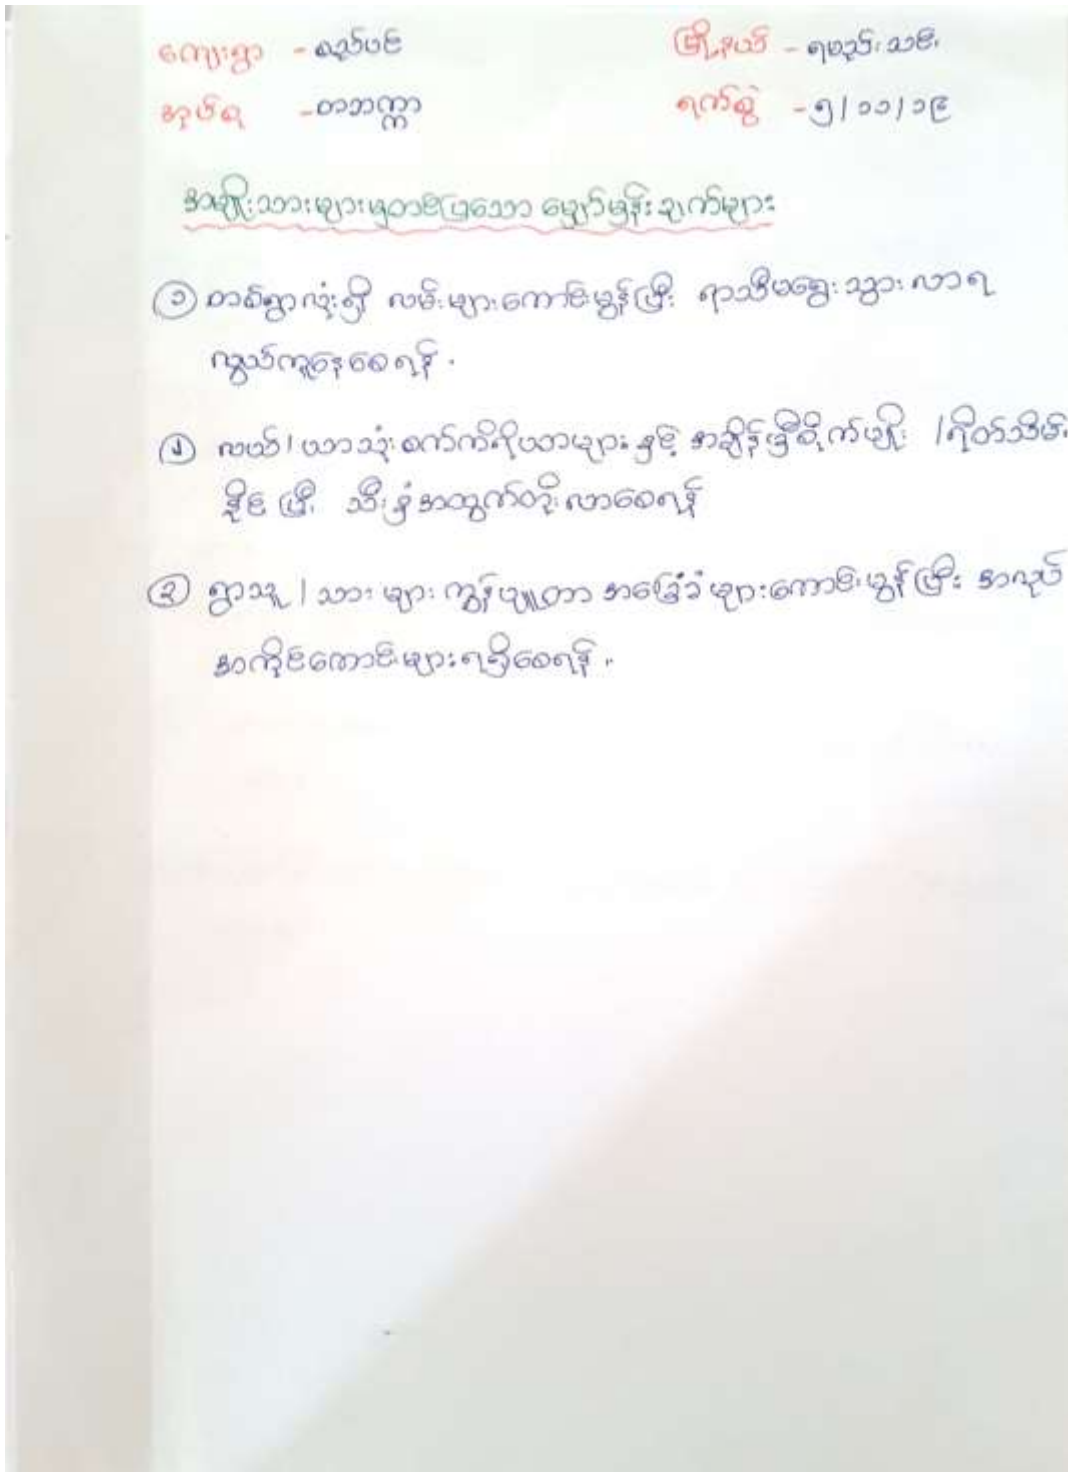 ကျေးရွာ - စည်ပင် မြို့နယ် - ရမည်းသင်း
အုပ်စု - တဘက္ကာ ရက်စွဲ - ၅/၁၁/၁၉
အမျိုးသားများမှတင်ပြသော မျှော်မှန်းချက်များ
၁ တစ်ရွာလုံးရှိ လမ်းများကောင်းမွန်ပြီး ရာသီမရွေး သွားလာရ
လွယ်ကူနေစေရန်.
၂ လယ်/ယာသုံးစက်ကိရိယာများနှင့် အချိန်မှီစိုက်ပျိုး /ရိတ်သိမ်း
နိုင်ပြီး သီးနှံအထွက်တိုးလာစေရန်
၃ ရွာသူ/သားများ ကွန်ပျူတာ အခြေခံများကောင်းမွန်ပြီး အလုပ်
အကိုင်ကောင်းများရရှိစေရန်.